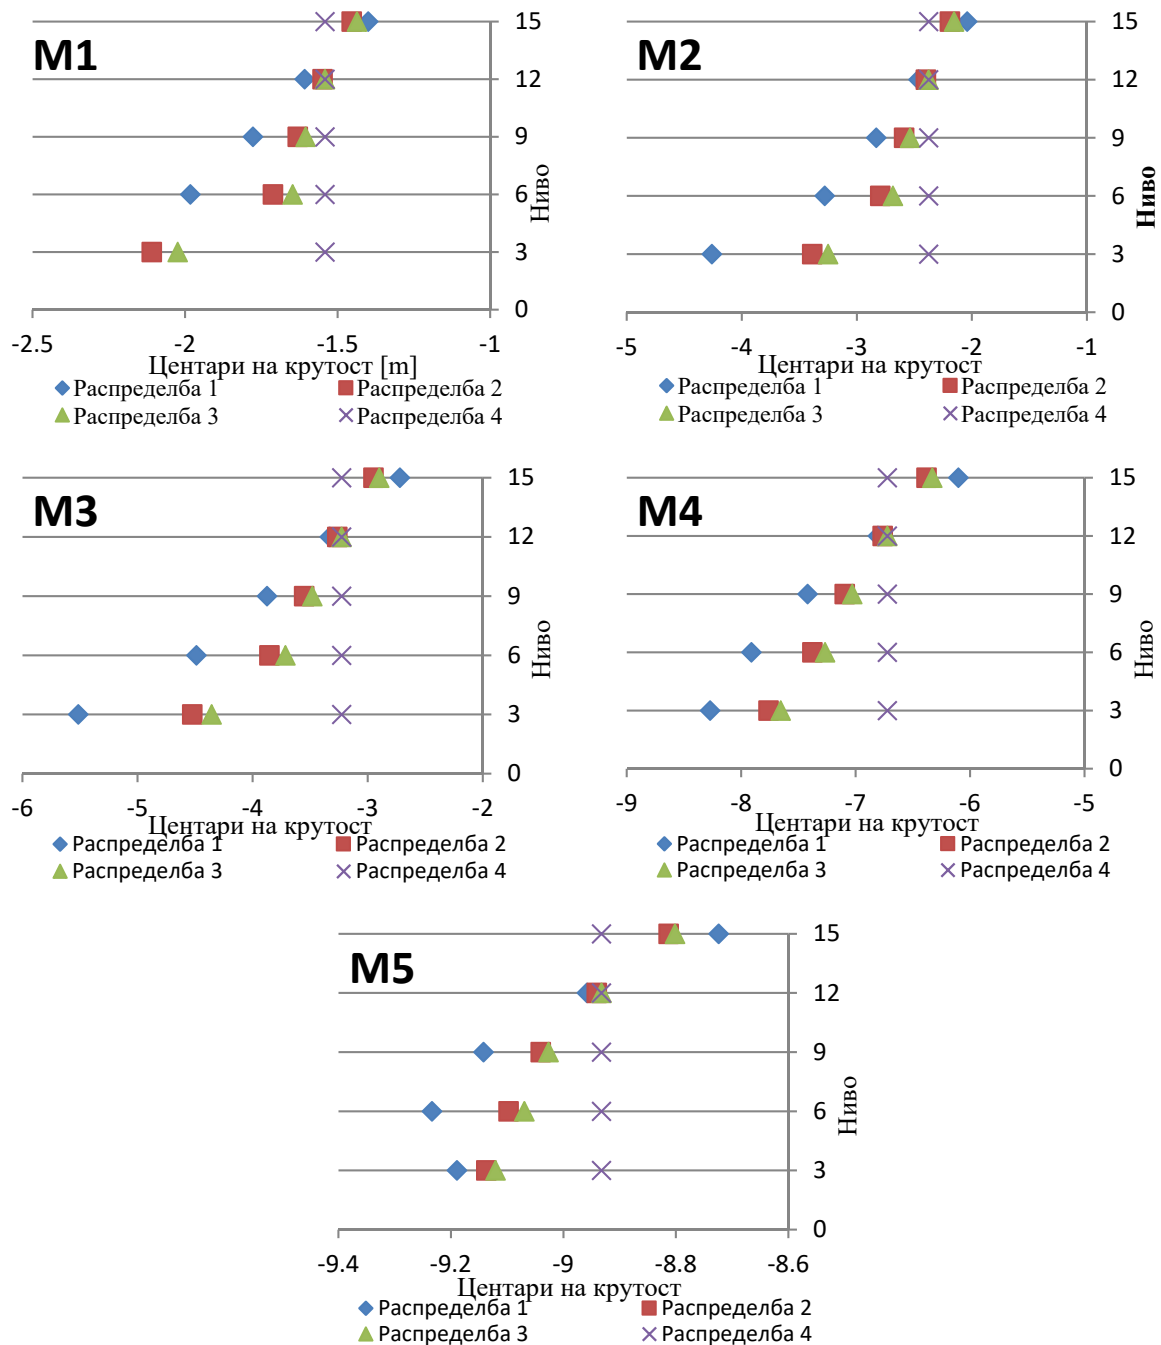 M1
15
12
9
6
3
0
Ниво
-2.5 -2 -1.5 -1
Центари на крутост [m]
Распределба 1 Распределба 2
Распределба 3 Распределба 4
M2
15
12
9
6
3
0
Ниво
-5 -4 -3 -2 -1
Центари на крутост
Распределба 1 Распределба 2
Распределба 3 Распределба 4
M3
15
12
9
6
3
0
Ниво
-6 -5 -4 -3 -2
Центари на крутост
Распределба 1 Распределба 2
Распределба 3 Распределба 4
M4
15
12
9
6
3
0
Ниво
-9 -8 -7 -6 -5
Центари на крутост
Распределба 1 Распределба 2
Распределба 3 Распределба 4
M5
15
12
9
6
3
0
Ниво
-9.4 -9.2 -9 -8.8 -8.6
Центари на крутост
Распределба 1 Распределба 2
Распределба 3 Распределба 4